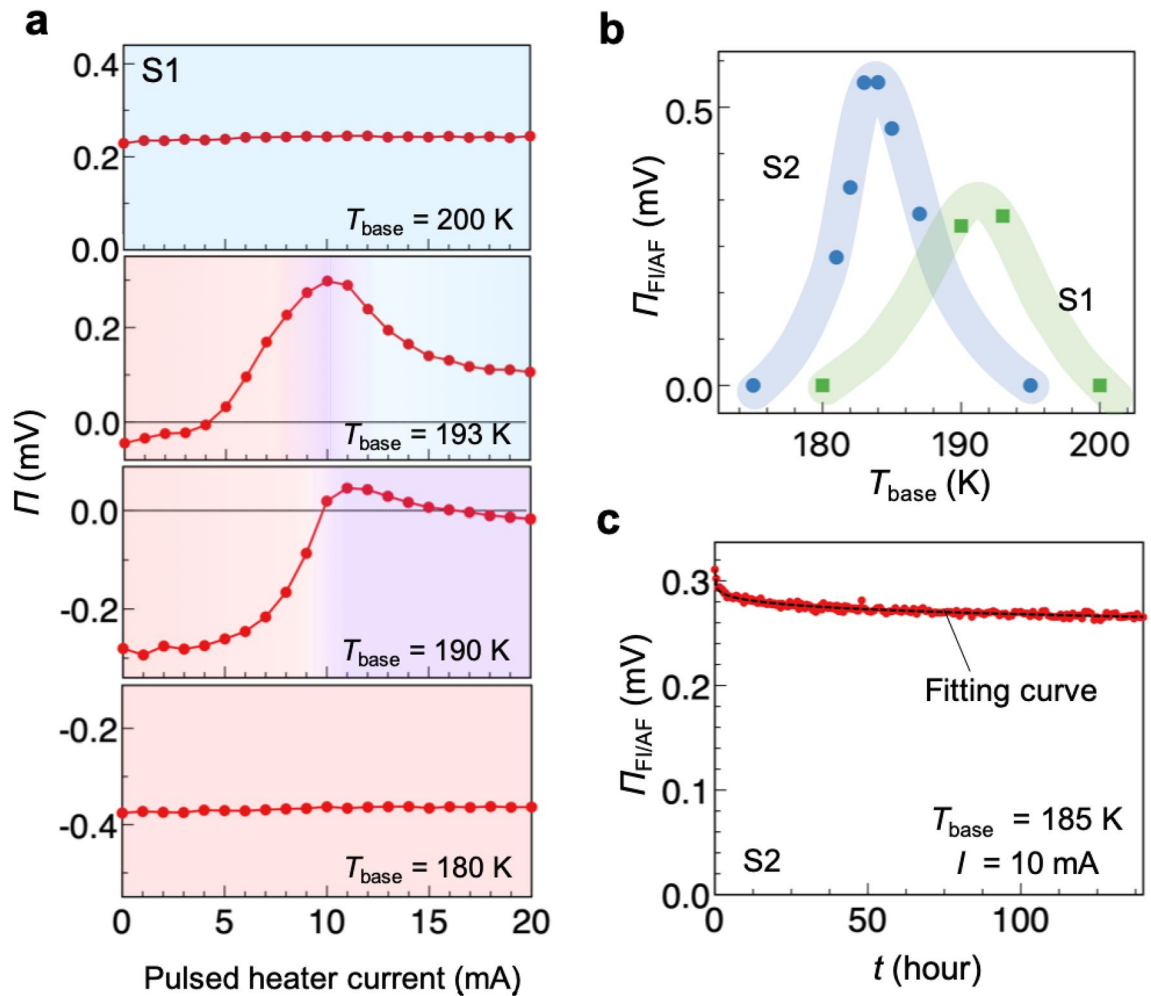 a
S1
0.4
0.2
0.0
T_base = 200 K
0.2
0.0
T_base = 193 K
0.0
-0.2
T_base = 190 K
-0.2
-0.4
T_base = 180 K
0 5 10 15 20
Pulsed heater current (mA)
Π (mV)
b
S2
S1
0.5
0.0
Π_FI/AF (mV)
180 190 200
T_base (K)
c
0.3
0.2
0.1
0.0
Π_FI/AF (mV)
Fitting curve
T_base = 185 K
I = 10 mA
S2
0 50 100
t (hour)